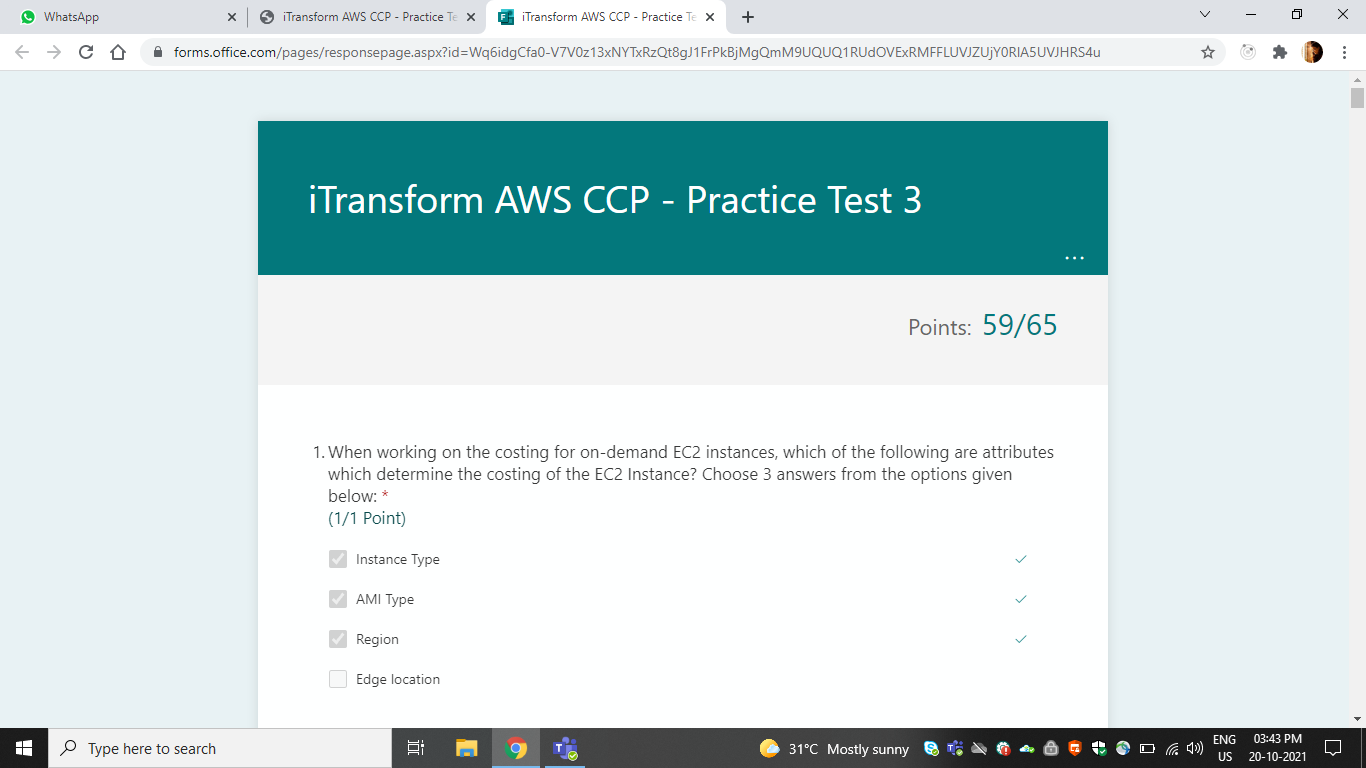 WhatsApp
iTransform AWS CCP - Practice Te
iTransform AWS CCP - Practice Te
forms.office.com/pages/responsepage.aspx?id=Wq6idgCfa0-V7V0z13xNYTxRzQt8gJ1FrPkBjMgQmM9UQUQ1RUdOVExRMFFLUVJZUjY0RlA5UVJHRS4u
iTransform AWS CCP - Practice Test 3
...
Points: 59/65
1. When working on the costing for on-demand EC2 instances, which of the following are attributes
which determine the costing of the EC2 Instance? Choose 3 answers from the options given
below: *
(1/1 Point)
Instance Type
AMI Type
Region
Edge location
Type here to search
31°C Mostly sunny
ENG
US
03:43 PM
20-10-2021